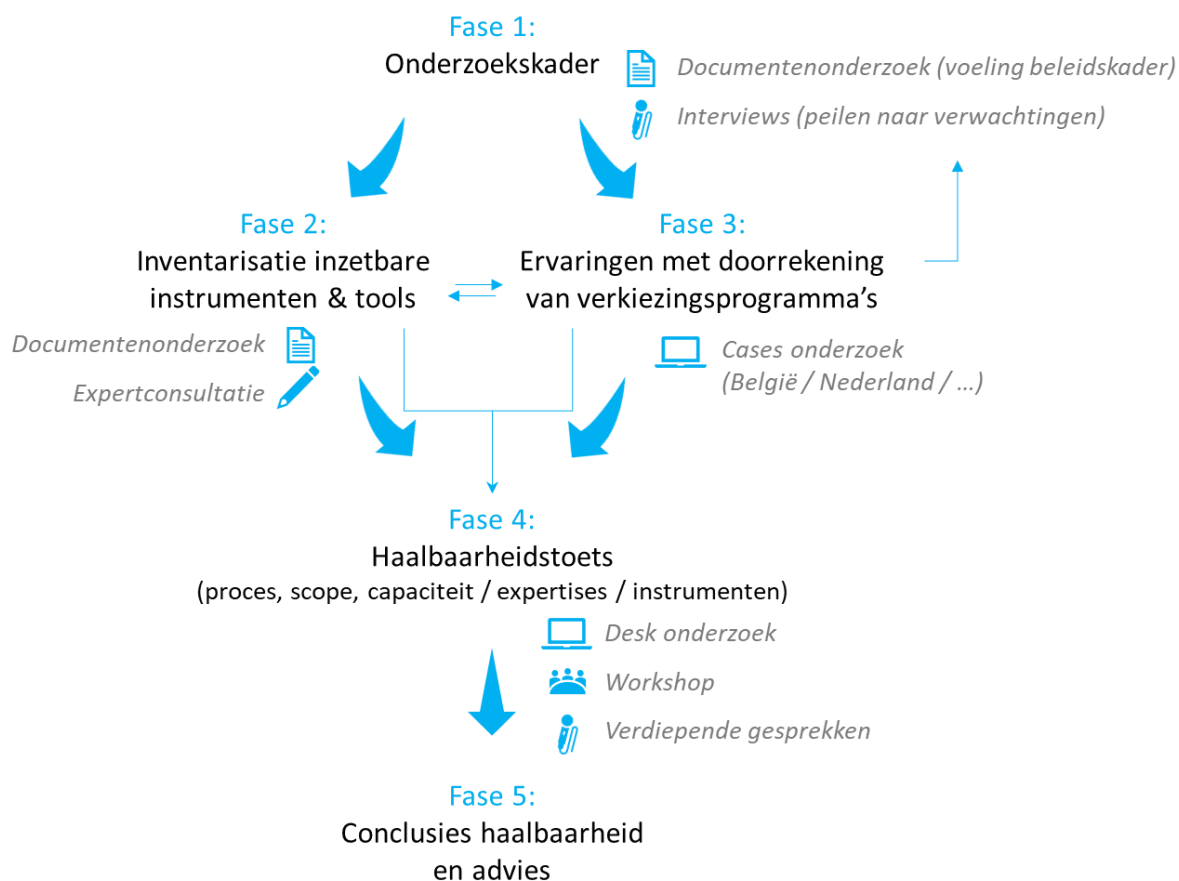 Fase 1:
Onderzoekskader
Documentenonderzoek (voeling beleidskader)
Interviews (peilen naar verwachtingen)
Fase 2:
Inventarisatie inzetbare
instrumenten & tools
Documentenonderzoek
Expertconsultatie
Fase 3:
Ervaringen met doorrekening
van verkiezingsprogramma's
Cases onderzoek
(België / Nederland / ...)
Fase 4:
Haalbaarheidstoets
(proces, scope, capaciteit / expertises / instrumenten)
Desk onderzoek
Workshop
Verdiepende gesprekken
Fase 5:
Conclusies haalbaarheid
en advies